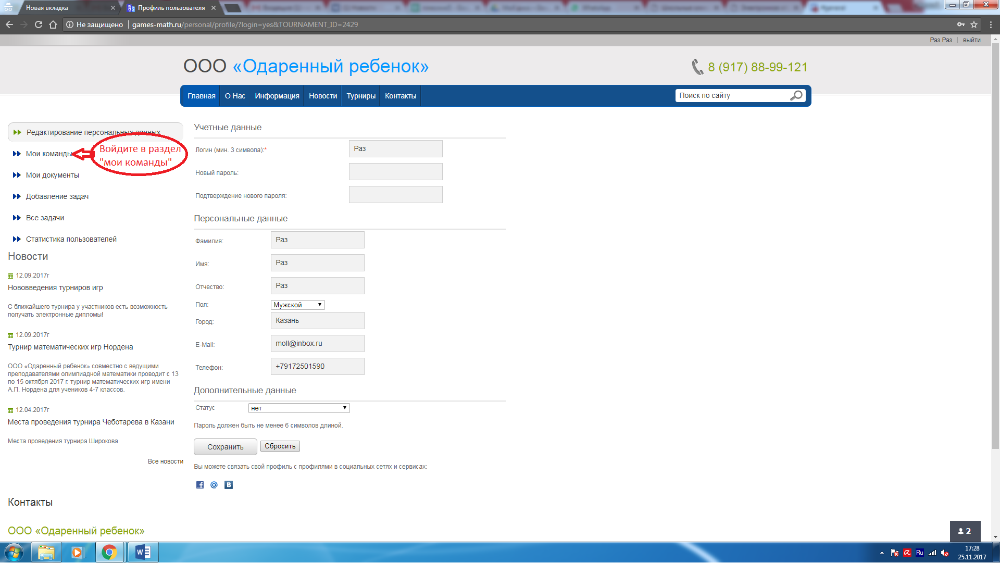 Новая вкладка
Профиль пользователя
Не защищено
games-math.ru/personal/profile/?login=yes&TOURNAMENT_ID=2429
Раз Раз
выйти
ООО «Одаренный ребенок»
8 (917) 88-99-121
Главная
О Нас
Информация
Новости
Турниры
Контакты
Поиск по сайту
Редактирование персональных данных
Мои команды
Войдите в раздел
"мои команды"
Мои документы
Добавление задач
Все задачи
Статистика пользователей
Новости
12.09.2017г
Нововведения турниров игр
С ближайшего турнира у участников есть возможность
получать электронные дипломы!
12.09.2017г
Турнир математических игр Нордена
ООО «Одаренный ребенок» совместно с ведущими
преподавателями олимпиадной математики проводит с 13
по 15 октября 2017 г. турнир математических игр имени
А.П. Нордена для учеников 4-7 классов.
12.04.2017г
Места проведения турнира Чеботарева в Казани
Места проведения турнира Широкова
Все новости
Контакты
ООО «Одаренный ребенок»
Учетные данные
Логин (мин. 3 символа):*
Раз
Новый пароль:
Подтверждение нового пароля:
Персональные данные
Фамилия:
Раз
Имя:
Раз
Отчество:
Раз
Пол:
Мужской
Город:
Казань
E-Mail:
moll@inbox.ru
Телефон:
+79172501590
Дополнительные данные
Статус
нет
Пароль должен быть не менее 6 символов длиной.
Сохранить
Сбросить
Вы можете связать свой профиль с профилями в социальных сетях и сервисах:
2
Ru
17:28
25.11.2017